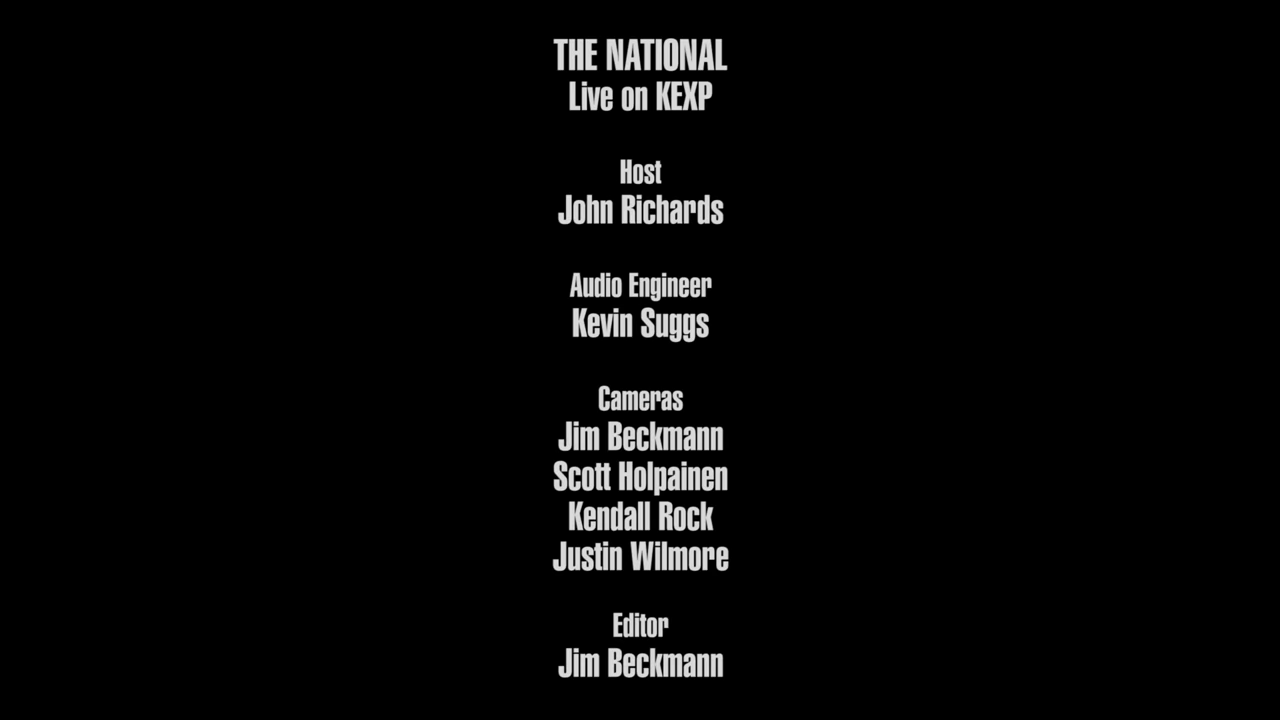 THE NATIONAL
Live on KEXP
Host
John Richards
Audio Engineer
Kevin Suggs
Cameras
Jim Beckmann
Scott Holpainen
Kendall Rock
Justin Wilmore
Editor
Jim Beckmann